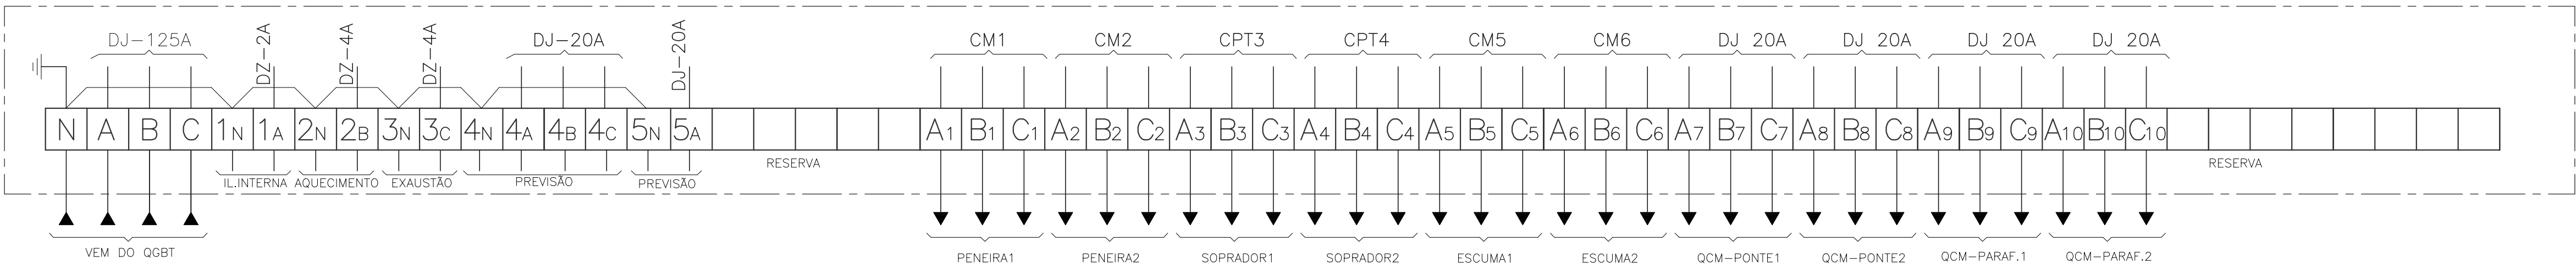 DJ-125A DZ-2A DZ-4A DZ-4A DJ-20A DJ-20A CM1 CM2 CPT3 CPT4 CM5 CM6 DJ 20A DJ 20A DJ 20A DJ 20A
N A B C 1N 1A 2N 2B 3N 3C 4N 4A 4B 4C 5N 5A A1 B1 C1 A2 B2 C2 A3 B3 C3 A4 B4 C4 A5 B5 C5 A6 B6 C6 A7 B7 C7 A8 B8 C8 A9 B9 C9 A10 B10 C10
RESERVA RESERVA
IL.INTERNA AQUECIMENTO EXAUSTÃO PREVISÃO PREVISÃO
VEM DO QGBT PENEIRA1 PENEIRA2 SOPRADOR1 SOPRADOR2 ESCUMA1 ESCUMA2 QCM-PONTE1 QCM-PONTE2 QCM-PARAF.1 QCM-PARAF.2